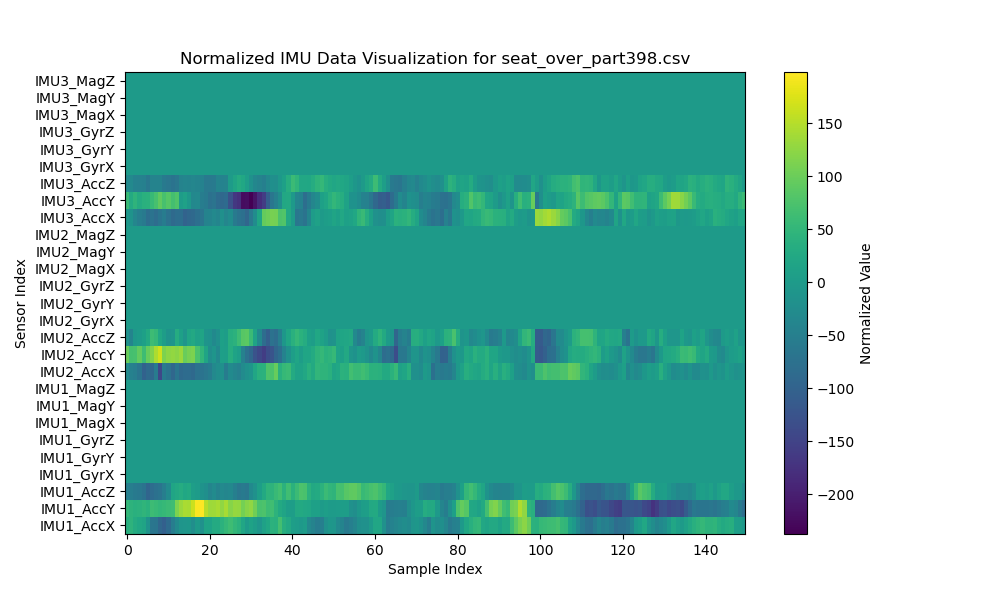 Normalized IMU Data Visualization for seat_over_part398.csv
IMU3_MagZ
IMU3_MagY
IMU3_MagX
IMU3_GyrZ
IMU3_GyrY
IMU3_GyrX
IMU3_AccZ
IMU3_AccY
IMU3_AccX
IMU2_MagZ
IMU2_MagY
IMU2_MagX
IMU2_GyrZ
IMU2_GyrY
IMU2_GyrX
IMU2_AccZ
IMU2_AccY
IMU2_AccX
IMU1_MagZ
IMU1_MagY
IMU1_MagX
IMU1_GyrZ
IMU1_GyrY
IMU1_GyrX
IMU1_AccZ
IMU1_AccY
IMU1_AccX
Sensor Index
0 20 40 60 80 100 120 140
Sample Index
150
100
50
0
−50
−100
−150
−200
Normalized Value